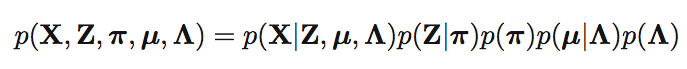 p(X, Z, π, μ, Λ) = p(X|Z, μ, Λ)p(Z|π)p(π)p(μ|Λ)p(Λ)